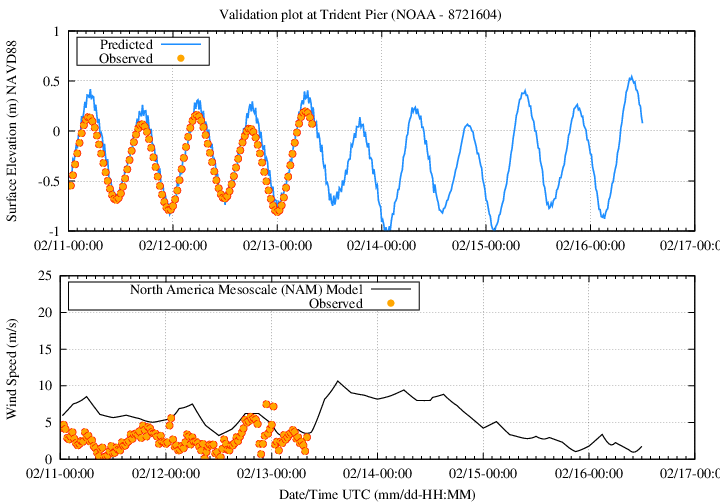 Validation plot at Trident Pier (NOAA - 8721604)
Surface Elevation (m) NAVD88
1
0.5
0
-0.5
-1
Predicted
Observed
02/11-00:00 02/12-00:00 02/13-00:00 02/14-00:00 02/15-00:00 02/16-00:00 02/17-0
Wind Speed (m/s)
25
20
15
10
5
0
North America Mesoscale (NAM) Model
Observed
02/11-00:00 02/12-00:00 02/13-00:00 02/14-00:00 02/15-00:00 02/16-00:00 02/17-0
Date/Time UTC (mm/dd-HH:MM)